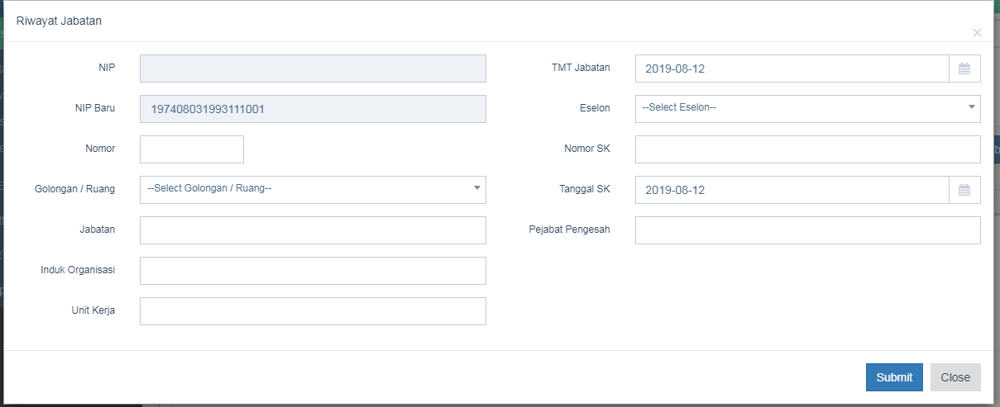 Riwayat Jabatan
×
NIP
NIP Baru 197408031993111001
Nomor
Golongan / Ruang --Select Golongan / Ruang--
Jabatan
Induk Organisasi
Unit Kerja
TMT Jabatan 2019-08-12
Eselon --Select Eselon--
Nomor SK
Tanggal SK 2019-08-12
Pejabat Pengesah
Submit Close